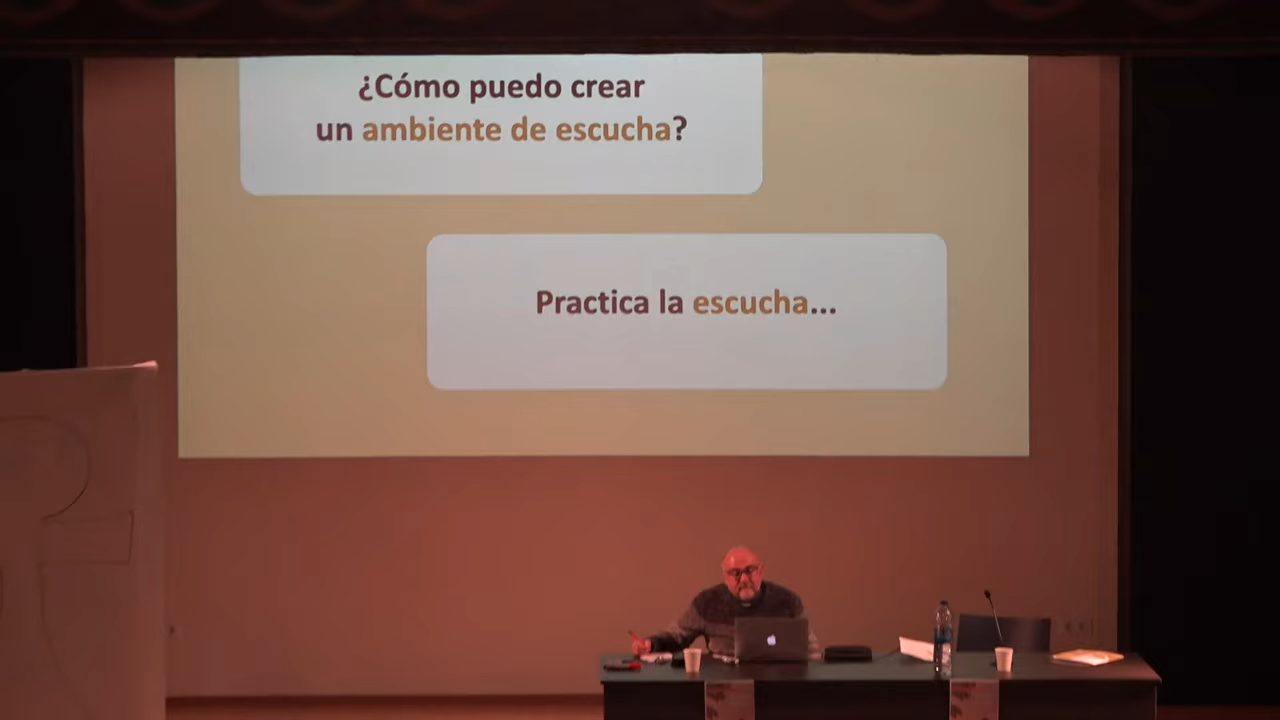 ¿Cómo puedo crear
un ambiente de escucha?
Practica la escucha...